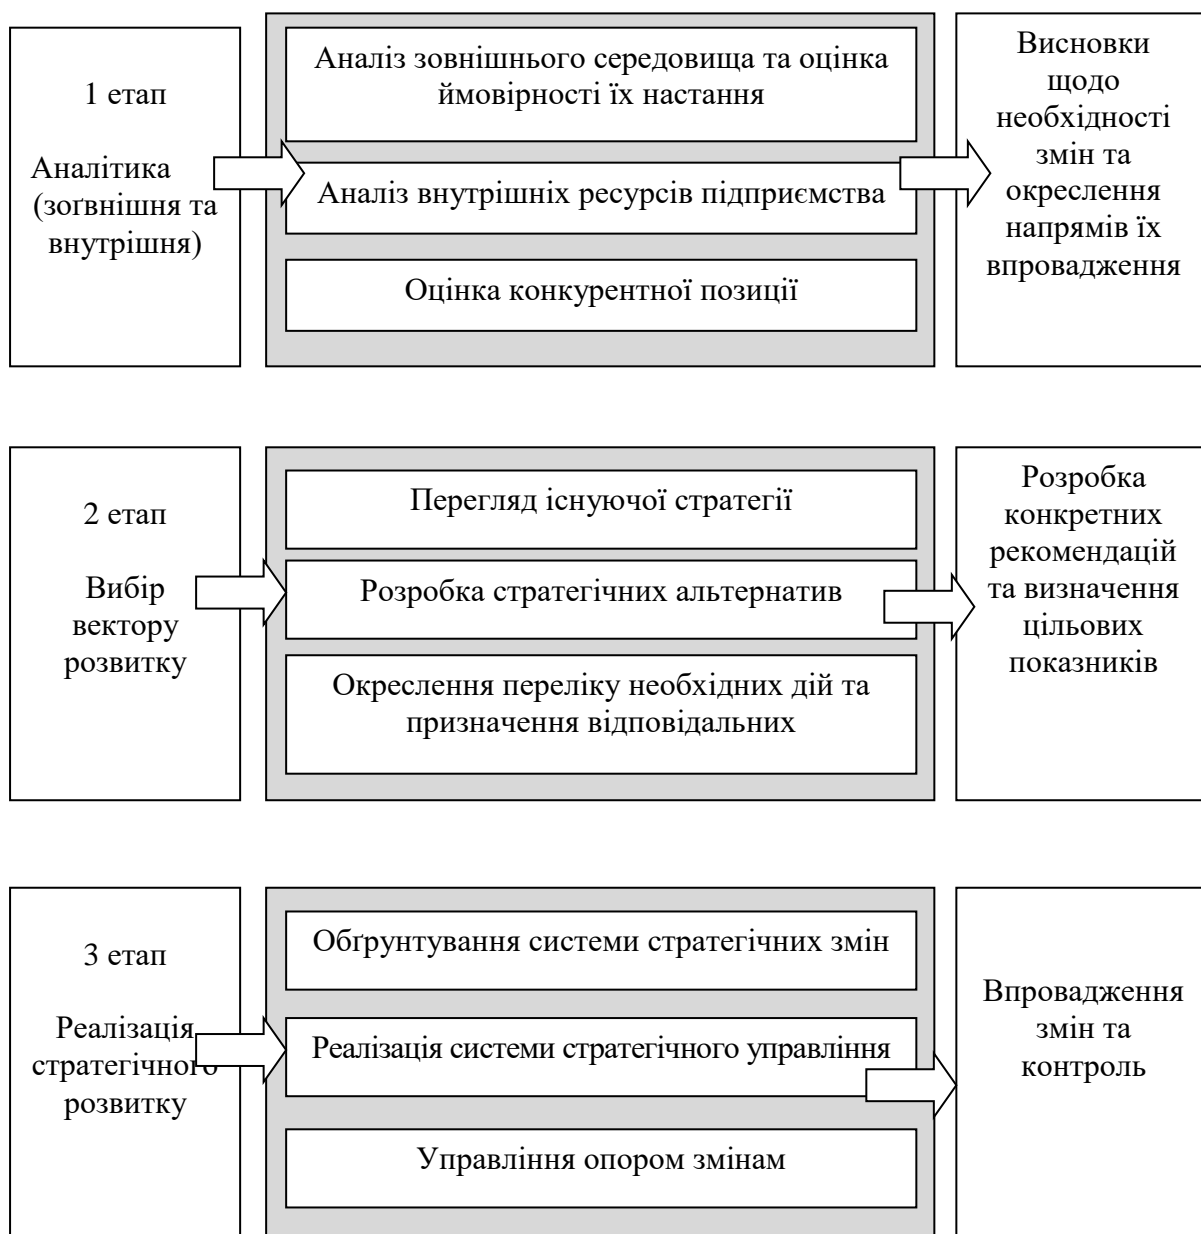 1 етап
Аналітика
(зоґвнішня та
внутрішня)
Аналіз зовнішнього середовища та оцінка
ймовірності їх настання
Аналіз внутрішніх ресурсів підприємства
Оцінка конкурентної позиції
Висновки
щодо
необхідності
змін та
окреслення
напрямів їх
впровадження
2 етап
Вибір
вектору
розвитку
Перегляд існуючої стратегії
Розробка стратегічних альтернатив
Окреслення переліку необхідних дій та
призначення відповідальних
Розробка
конкретних
рекомендацій
та визначення
цільових
показників
3 етап
Реалізація
стратегічного
розвитку
Обґрунтування системи стратегічних змін
Реалізація системи стратегічного управління
Управління опором змінам
Впровадження
змін та
контроль